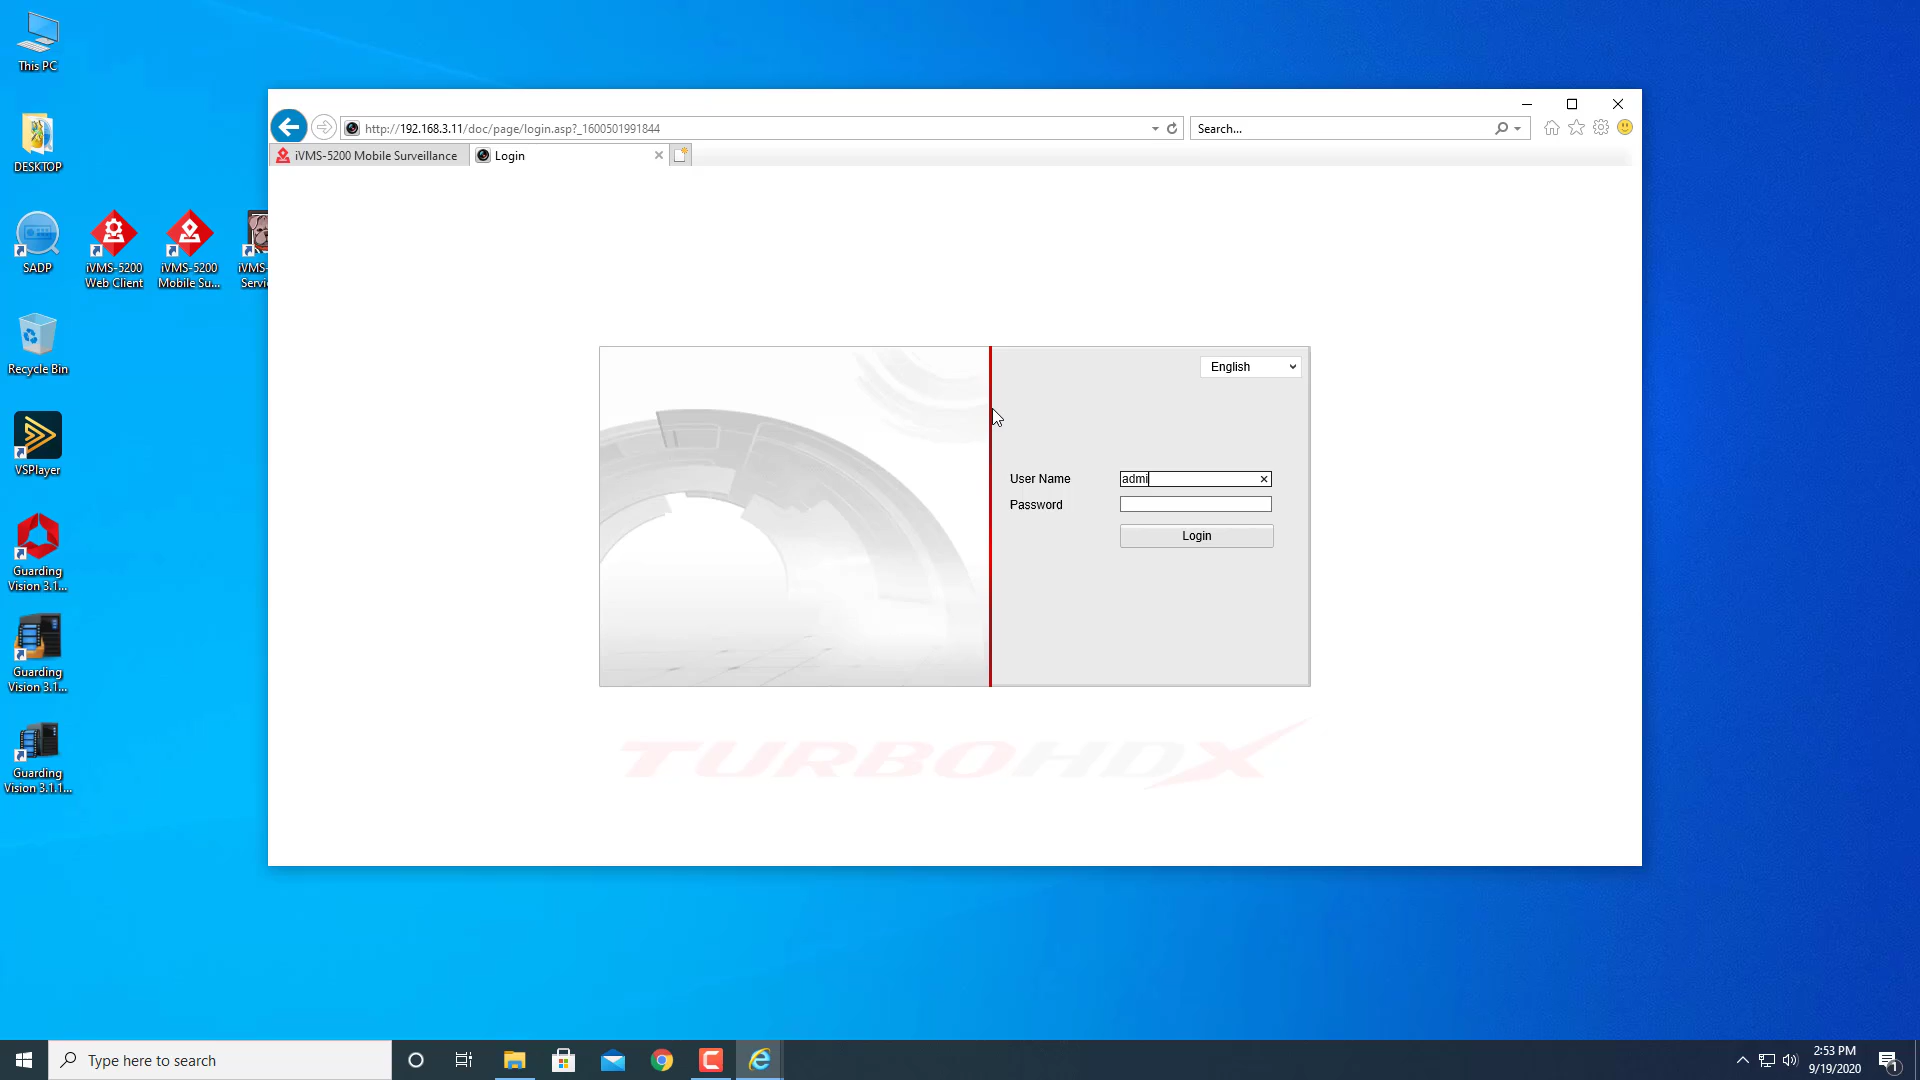 This PC
DESKTOP
SADP
iVMS-5200
Web Client
iVMS-5200
Mobile Su...
iVMS-
Servi
Recycle Bin
VSPlayer
Guarding
Vision 3.1...
Guarding
Vision 3.1...
Guarding
Vision 3.1.1...
http://192.168.3.11/doc/page/login.asp?_1600501991844
Search...
iVMS-5200 Mobile Surveillance
Login
English
User Name
admi
Password
Login
TURBOHDX
Type here to search
2:53 PM
9/19/2020
1